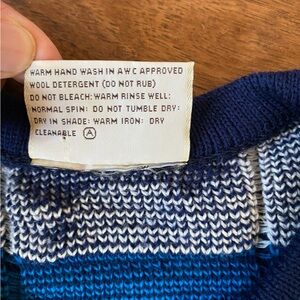 WARM HAND WASH IN AWC APPROVED
WOOL DETERGENT (DO NOT RUB)
DO NOT BLEACH: WARM RINSE WELL:
NORMAL SPIN: DO NOT TUMBLE DRY:
DRY IN SHADE: WARM IRON: DRY
CLEANABLE Ⓐ